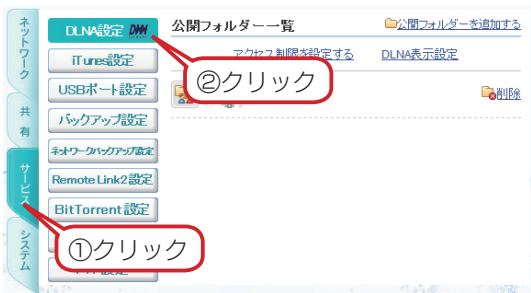 ネットワーク
共有
サービス
システム
DLNA設定
iTunes設定
USBポート設定
バックアップ設定
ネットワークバックアップ設定
Remote Link2設定
BitTorrent設定
公開フォルダー一覧
公開フォルダーを追加する
アクセス制限を設定する
DLNA表示設定
削除
②クリック
①クリック